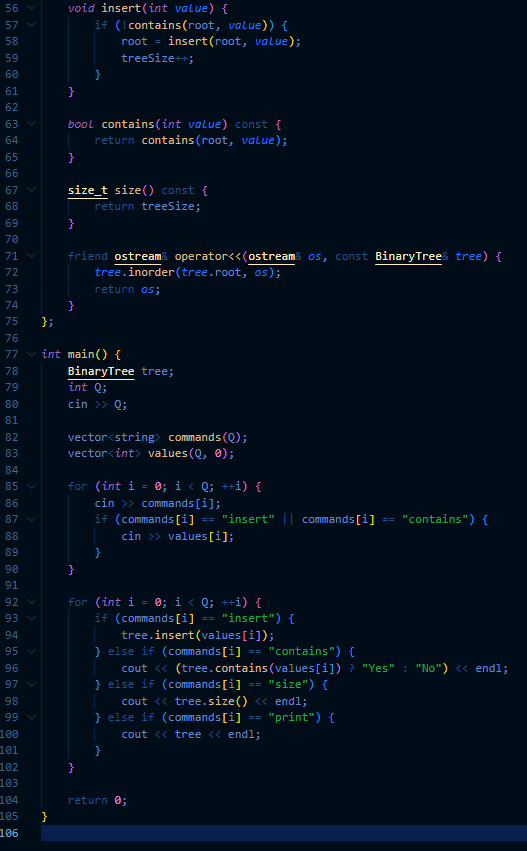 56 void insert(int value) {
57 if (!contains(root, value)) {
58 root = insert(root, value);
59 treeSize++;
60 }
61 }
62
63 bool contains(int value) const {
64 return contains(root, value);
65 }
66
67 size_t size() const {
68 return treeSize;
69 }
70
71 friend ostream& operator<<(ostream& os, const BinaryTree& tree) {
72 tree.inorder(tree.root, os);
73 return os;
74 }
75 };
76
77 int main() {
78 BinaryTree tree;
79 int Q;
80 cin >> Q;
81
82 vector<string> commands(Q);
83 vector<int> values(Q, 0);
84
85 for (int i = 0; i < Q; ++i) {
86 cin >> commands[i];
87 if (commands[i] == "insert" || commands[i] == "contains") {
88 cin >> values[i];
89 }
90 }
91
92 for (int i = 0; i < Q; ++i) {
93 if (commands[i] == "insert") {
94 tree.insert(values[i]);
95 } else if (commands[i] == "contains") {
96 cout << (tree.contains(values[i]) ? "Yes" : "No") << endl;
97 } else if (commands[i] == "size") {
98 cout << tree.size() << endl;
99 } else if (commands[i] == "print") {
100 cout << tree << endl;
101 }
102 }
103
104 return 0;
105 }
106